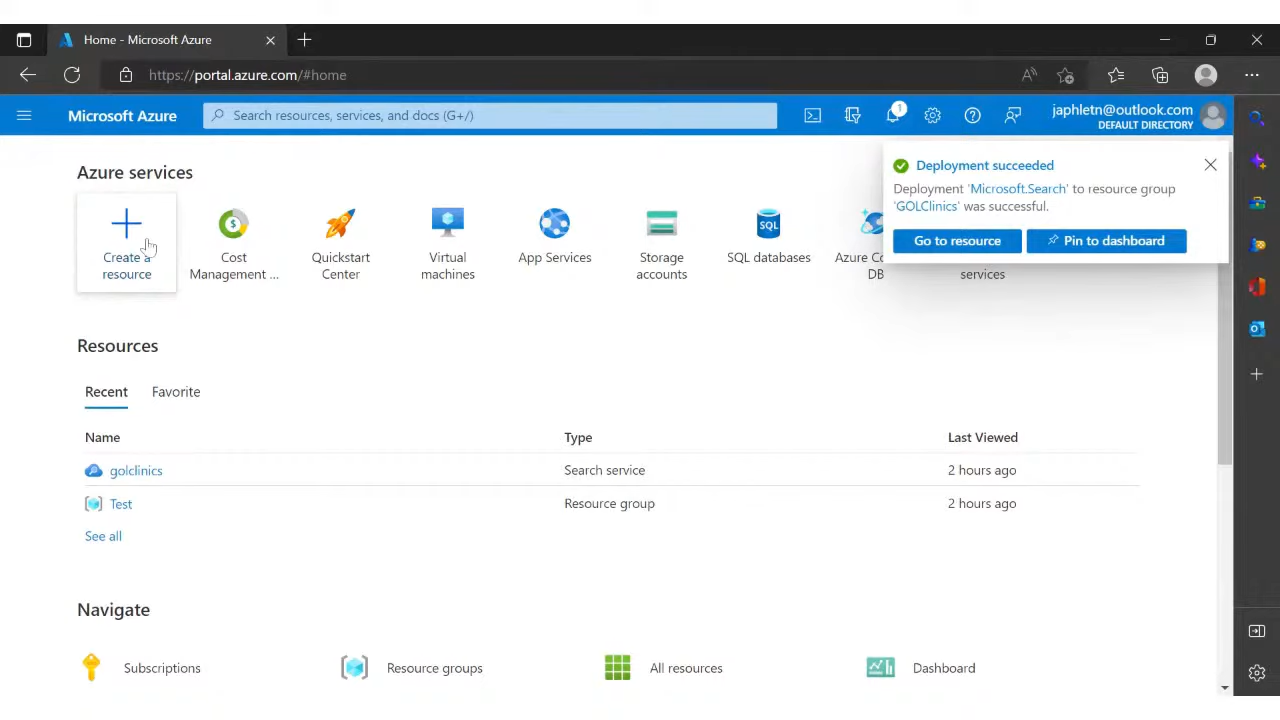 Home - Microsoft Azure
https://portal.azure.com/#home
Microsoft Azure
Search resources, services, and docs (G+/)
1
japhletn@outlook.com
DEFAULT DIRECTORY
Azure services
Deployment succeeded
Deployment 'Microsoft.Search' to resource group
'GOLClinics' was successful.
Go to resource
Pin to dashboard
Create a
resource
Cost
Management ...
Quickstart
Center
Virtual
machines
App Services
Storage
accounts
SQL
SQL databases
Azure Co
DB
services
Resources
Recent
Favorite
Name
Type
Last Viewed
golclinics
Search service
2 hours ago
Test
Resource group
2 hours ago
See all
Navigate
Subscriptions
Resource groups
All resources
Dashboard